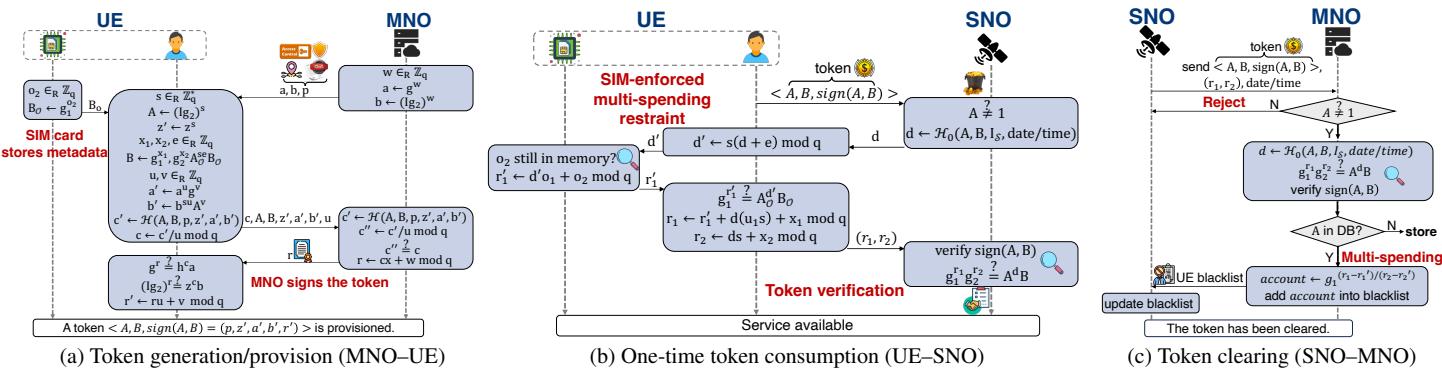 UE
MNO
o₂ ∈R ℤq
B𝒪 ← g₁^o₂
Bₒ
SIM card
stores metadata
s ∈R ℤq*
A ← (Ig₂)^s
z′ ← z^s
x₁, x₂, e ∈R ℤq
B ← g₁^x₁, g₂^x₂ A𝒪^se B𝒪
u, v ∈R ℤq
a′ ← a^u g^v
b′ ← b^su A^v
c′ ← ℋ(A, B, p, z′, a′, b′)
c ← c′/u mod q
Access Control
a, b, p
w ∈R ℤq
a ← g^w
b ← (Ig₂)^w
c, A, B, z′, a′, b′, u
c′ ← ℋ(A, B, p, z′, a′, b′)
c″ ← c′/u mod q
c″ ≟ c
r ← cx + w mod q
r
MNO signs the token
g^r ≟ h^c a
(Ig₂)^r ≟ z^c b
r′ ← ru + v mod q
A token < A, B, sign(A, B) = (p, z′, a′, b′, r′) > is provisioned.
(a) Token generation/provision (MNO–UE)
UE
SNO
SIM-enforced
multi-spending
restraint
token
< A, B, sign(A, B) >
A ≟ 1
d ← ℋ₀(A, B, I𝒮, date/time)
d
d′ ← s(d + e) mod q
d′
o₂ still in memory?
r₁′ ← d′o₁ + o₂ mod q
r₁′
g₁^r₁′ ≟ A𝒪^d′ B𝒪
r₁ ← r₁′ + d(u₁s) + x₁ mod q
r₂ ← ds + x₂ mod q
(r₁, r₂)
verify sign(A, B)
g₁^r₁ g₂^r₂ ≟ A^d B
Token verification
Service available
(b) One-time token consumption (UE–SNO)
SNO
MNO
token
send < A, B, sign(A, B) >,
(r₁, r₂), date/time
Reject
N
A ≟ 1
Y
d ← ℋ₀(A, B, I𝒮, date/time)
g₁^r₁ g₂^r₂ ≟ A^d B
verify sign(A, B)
A in DB?
N
store
Y
Multi-spending
UE blacklist
account ← g₁^(r₁−r₁′)/(r₂−r₂′)
add account into blacklist
update blacklist
The token has been cleared.
(c) Token clearing (SNO–MNO)